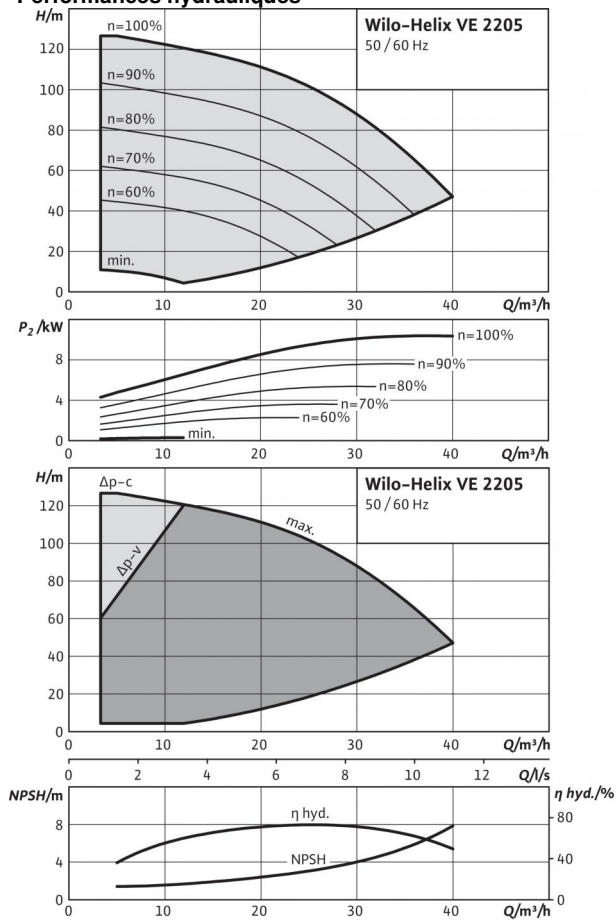 Performances hydrauliques
H/m
Wilo-Helix VE 2205
50 / 60 Hz
n=100%
120
n=90%
100
n=80%
80
n=70%
60
n=60%
40
20
min.
0
0 10 20 30 40 Q/m³/h
P₂ /kW
n=100%
8
n=90%
n=80%
4
n=70%
n=60%
min.
0
0 10 20 30 40 Q/m³/h
H/m
Δp-c
Wilo-Helix VE 2205
50 / 60 Hz
120
max.
100
Δp-v
80
60
40
20
0
0 10 20 30 40 Q/m³/h
0 2 4 6 8 10 12 Q/l/s
NPSH/m
η hyd./%
η hyd.
8
80
NPSH
4
40
0
0
0 10 20 30 40 Q/m³/h